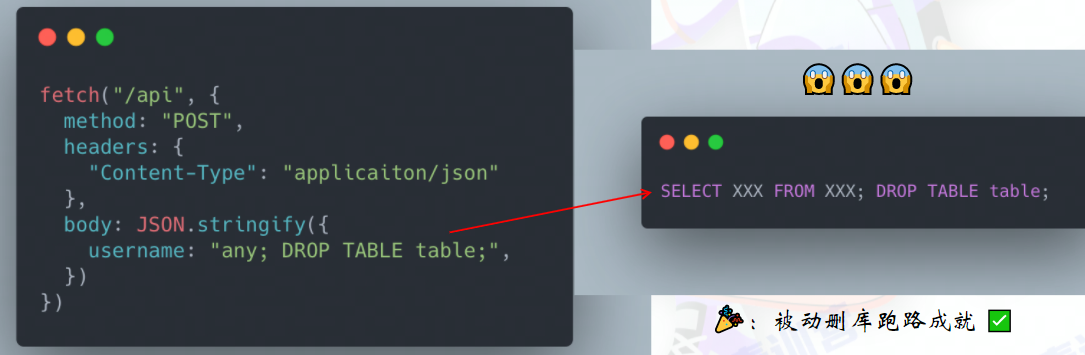 fetch("/api", {
  method: "POST",
  headers: {
    "Content-Type": "applicaiton/json"
  },
  body: JSON.stringify({
    username: "any; DROP TABLE table;",
  })
})
😱😱😱
SELECT XXX FROM XXX; DROP TABLE table;
🎉：被动删库跑路成就 ✅